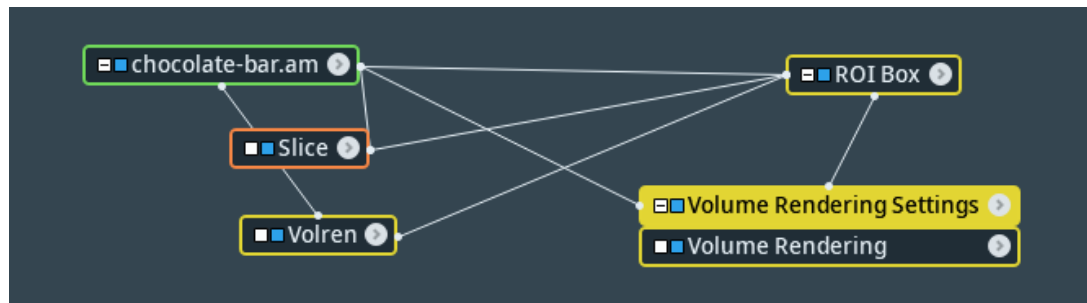 chocolate-bar.am
ROI Box
Slice
Volume Rendering Settings
Volren
Volume Rendering